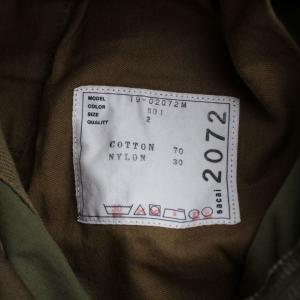 MODEL 19-02072M
COLOR 501
SIZE 2
QUALITY
COTTON 70
NYLON 30
sacai 2072